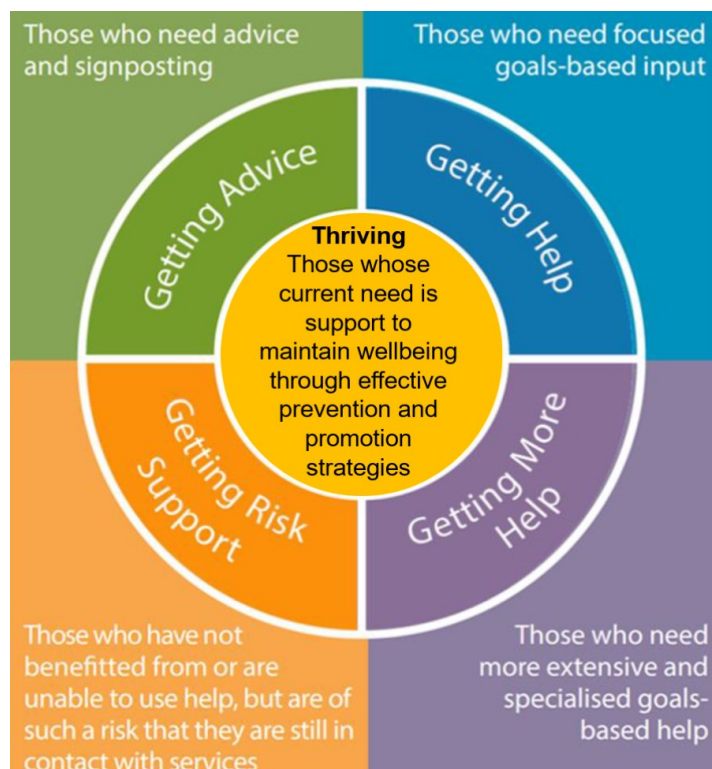 Those who need advice
and signposting
Those who need focused
goals-based input
Getting Advice
Getting Help
Thriving
Those whose
current need is
support to
maintain wellbeing
through effective
prevention and
promotion
strategies
Getting Risk
Support
Getting More
Help
Those who have not
benefitted from or are
unable to use help, but are of
such a risk that they are still in
contact with services
Those who need
more extensive and
specialised goals-
based help